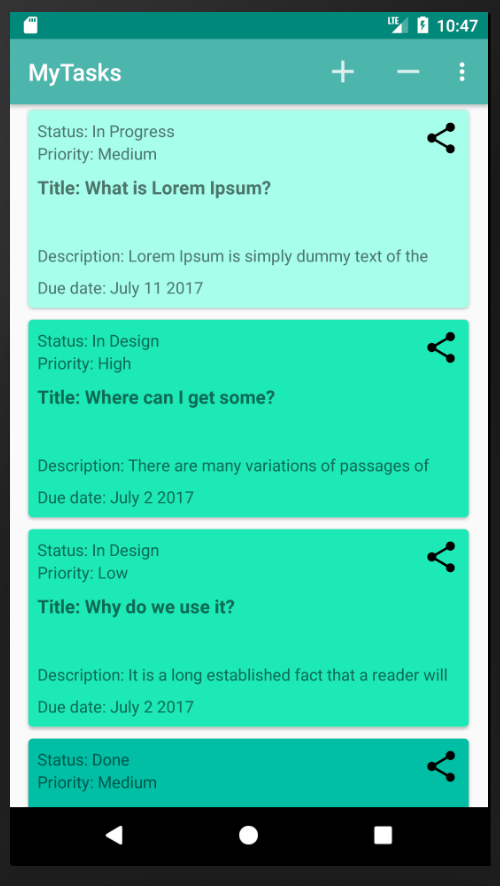 LTE 10:47
MyTasks
Status: In Progress
Priority: Medium
Title: What is Lorem Ipsum?
Description: Lorem Ipsum is simply dummy text of the
Due date: July 11 2017
Status: In Design
Priority: High
Title: Where can I get some?
Description: There are many variations of passages of
Due date: July 2 2017
Status: In Design
Priority: Low
Title: Why do we use it?
Description: It is a long established fact that a reader will
Due date: July 2 2017
Status: Done
Priority: Medium